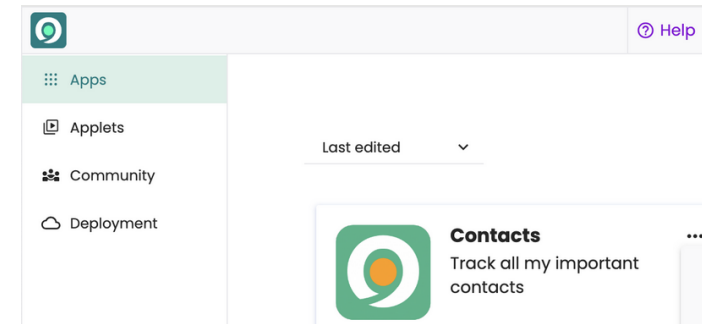 Help
Apps
Applets
Community
Deployment
Last edited
Contacts
Track all my important
contacts